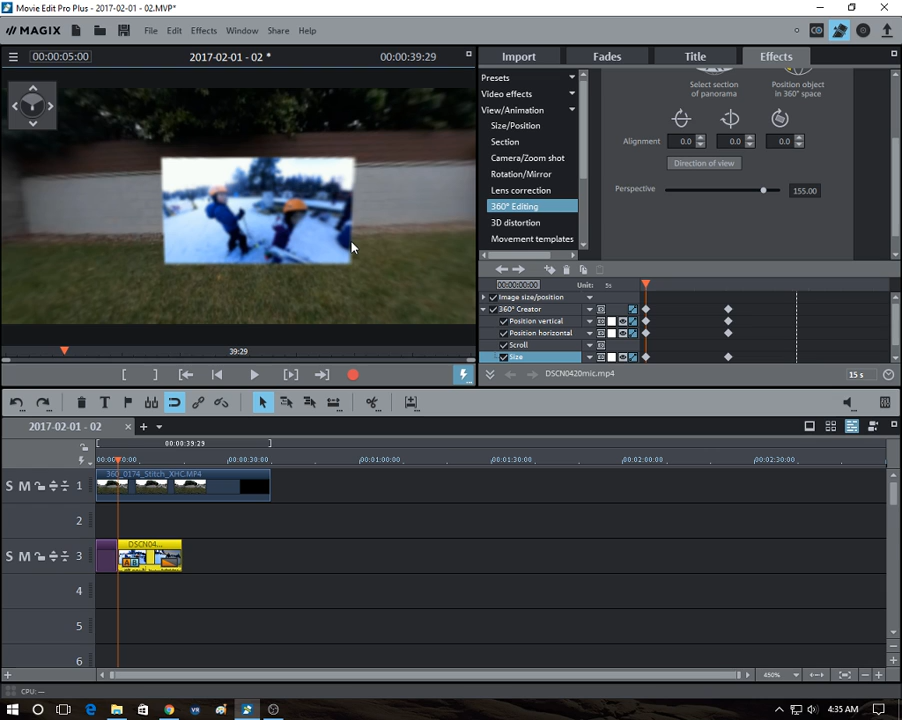 Movie Edit Pro Plus - 2017-02-01 - 02.MVP*
MAGIX
File Edit Effects Window Share Help
00:00:05:00 2017-02-01 - 02 * 00:00:39:29
Import Fades Title Effects
Presets
Video effects
View/Animation
Size/Position
Section
Camera/Zoom shot
Rotation/Mirror
Lens correction
360° Editing
3D distortion
Movement templates
Select section of panorama
Position object in 360° space
Alignment 0.0 0.0 0.0
Direction of view
Perspective 155.00
00:00:00:00 Unit: 5s
Image size/position
360° Creator
Position vertical
Position horizontal
Scroll
Size
39:29
DSCN0420mic.mp4 15 s
2017-02-01 - 02
00:00:39:29
00:00:30:00 00:01:00:00 00:01:30:00 00:02:00:00 00:02:30:00
S M 1
360_0174_Stitch_XHC.MP4
2
S M 3
DSCN04...
4
5
6
450%
CPU: —
4:35 AM